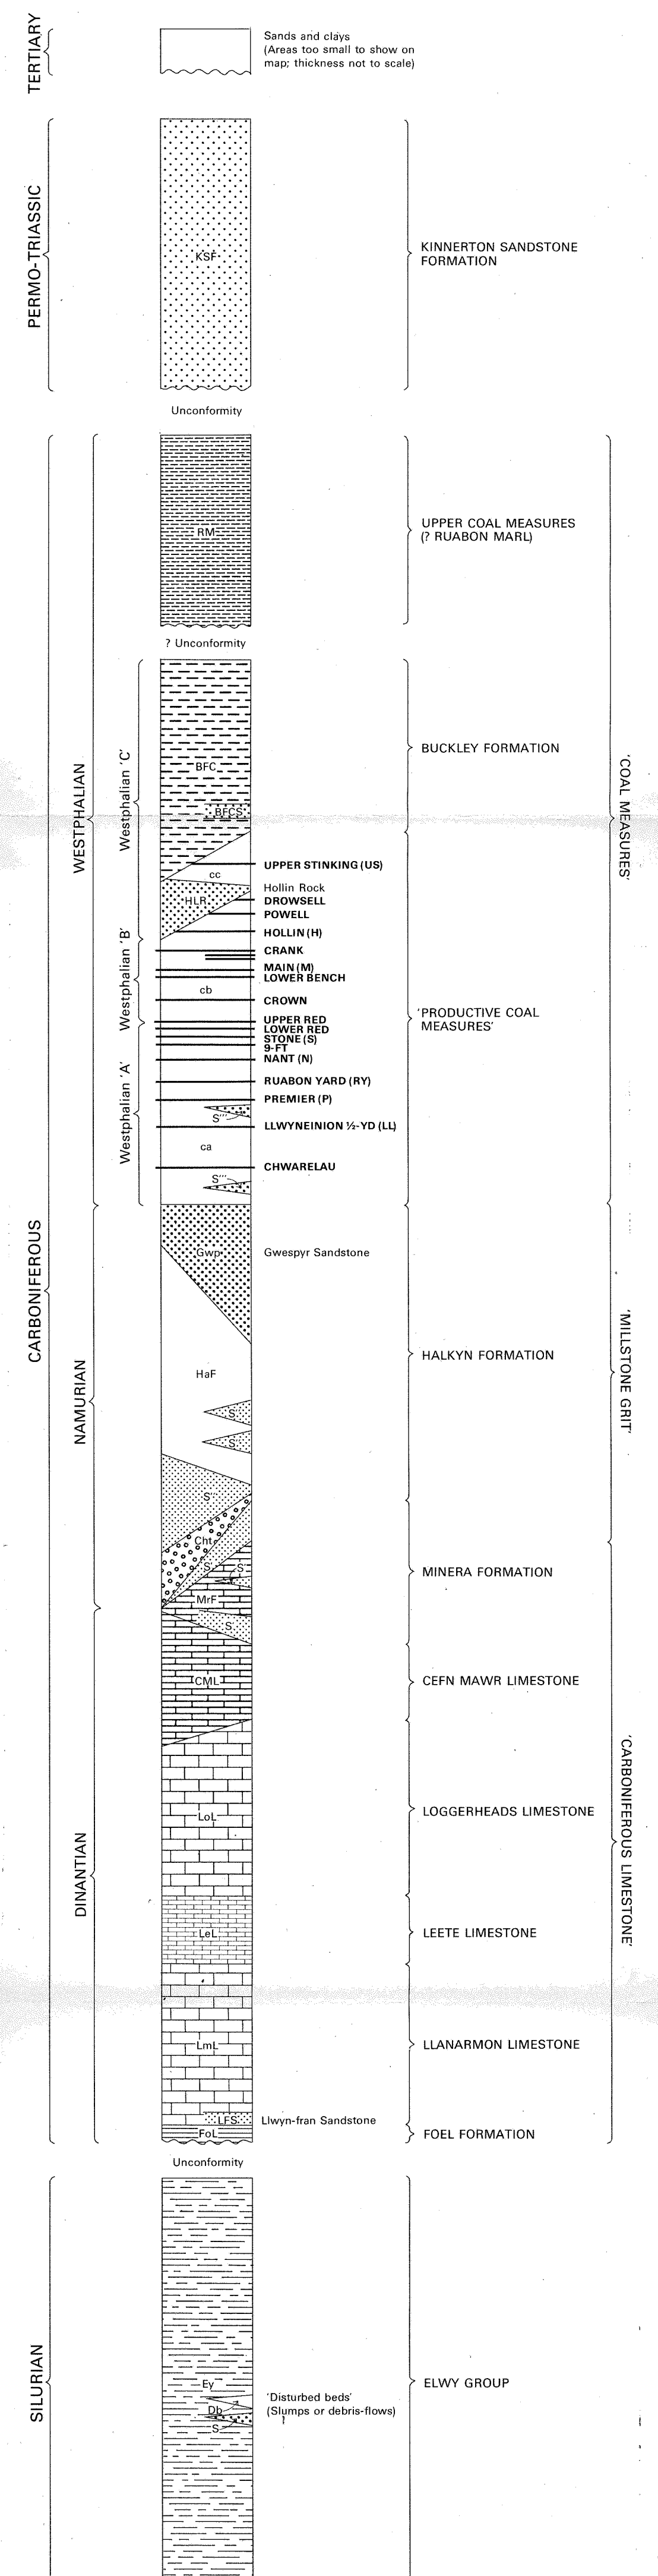 TERTIARY
Sands and clays
(Areas too small to show on
map; thickness not to scale)
PERMO-TRIASSIC
KSF
KINNERTON SANDSTONE
FORMATION
Unconformity
CARBONIFEROUS
WESTPHALIAN
'COAL MEASURES'
RM
UPPER COAL MEASURES
(? RUABON MARL)
? Unconformity
Westphalian 'C'
BFC
BUCKLEY FORMATION
BFCS
UPPER STINKING (US)
cc
Hollin Rock
HLR
DROWSELL
POWELL
HOLLIN (H)
Westphalian 'B'
CRANK
MAIN (M)
LOWER BENCH
cb
CROWN
'PRODUCTIVE COAL
MEASURES'
UPPER RED
LOWER RED
STONE (S)
9-FT
NANT (N)
Westphalian 'A'
RUABON YARD (RY)
PREMIER (P)
S'''
LLWYNEINION ½-YD (LL)
ca
CHWARELAU
S'''
NAMURIAN
'MILLSTONE GRIT'
Gwp
Gwespyr Sandstone
HaF
HALKYN FORMATION
S''
S''
S''
Cht
S'
S'
MINERA FORMATION
MrF
S'
DINANTIAN
'CARBONIFEROUS LIMESTONE'
CML
CEFN MAWR LIMESTONE
LoL
LOGGERHEADS LIMESTONE
LeL
LEETE LIMESTONE
LmL
LLANARMON LIMESTONE
LFS
Llwyn-fran Sandstone
FoL
FOEL FORMATION
Unconformity
SILURIAN
Ey
ELWY GROUP
'Disturbed beds'
(Slumps or debris-flows)
Db
S